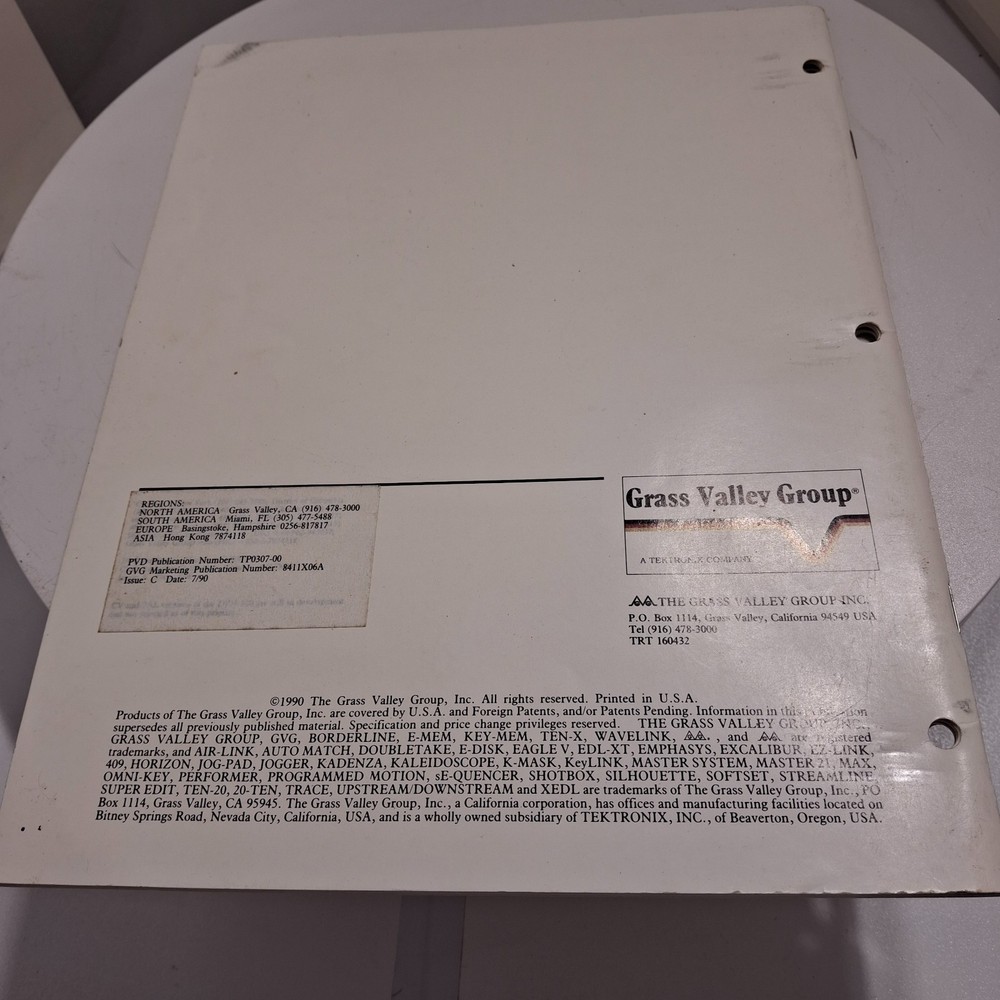 REGIONS:
NORTH AMERICA Grass Valley, CA (916) 478-3000
SOUTH AMERICA Miami, FL (305) 477-5488
EUROPE Basingstoke, Hampshire 0256-817817
ASIA Hong Kong 7874118
PVD Publication Number: TP0307-00
GVG Marketing Publication Number: 8411X06A
Issue: C Date: 7/90
Grass Valley Group®
A TEKTRONIX COMPANY
THE GRASS VALLEY GROUP INC.
P.O. Box 1114, Grass Valley, California 94549 USA
Tel (916) 478-3000
TRT 160432
©1990 The Grass Valley Group, Inc. All rights reserved. Printed in U.S.A.
Products of The Grass Valley Group, Inc. are covered by U.S.A. and Foreign Patents, and/or Patents Pending. Information in this publication
supersedes all previously published material. Specification and price change privileges reserved. THE GRASS VALLEY GROUP INC.,
GRASS VALLEY GROUP, GVG, BORDERLINE, E-MEM, KEY-MEM, TEN-X, WAVELINK, , and are registered
trademarks, and AIR-LINK, AUTO MATCH, DOUBLETAKE, E-DISK, EAGLE V, EDL-XT, EMPHASYS, EXCALIBUR, EZ-LINK,
409, HORIZON, JOG-PAD, JOGGER, KADENZA, KALEIDOSCOPE, K-MASK, KeyLINK, MASTER SYSTEM, MASTER 21, MAX,
OMNI-KEY, PERFORMER, PROGRAMMED MOTION, sE-QUENCER, SHOTBOX, SILHOUETTE, SOFTSET, STREAMLINE,
SUPER EDIT, TEN-20, 20-TEN, TRACE, UPSTREAM/DOWNSTREAM and XEDL are trademarks of The Grass Valley Group, Inc., PO
Box 1114, Grass Valley, CA 95945. The Grass Valley Group, Inc., a California corporation, has offices and manufacturing facilities located on
Bitney Springs Road, Nevada City, California, USA, and is a wholly owned subsidiary of TEKTRONIX, INC., of Beaverton, Oregon, USA.